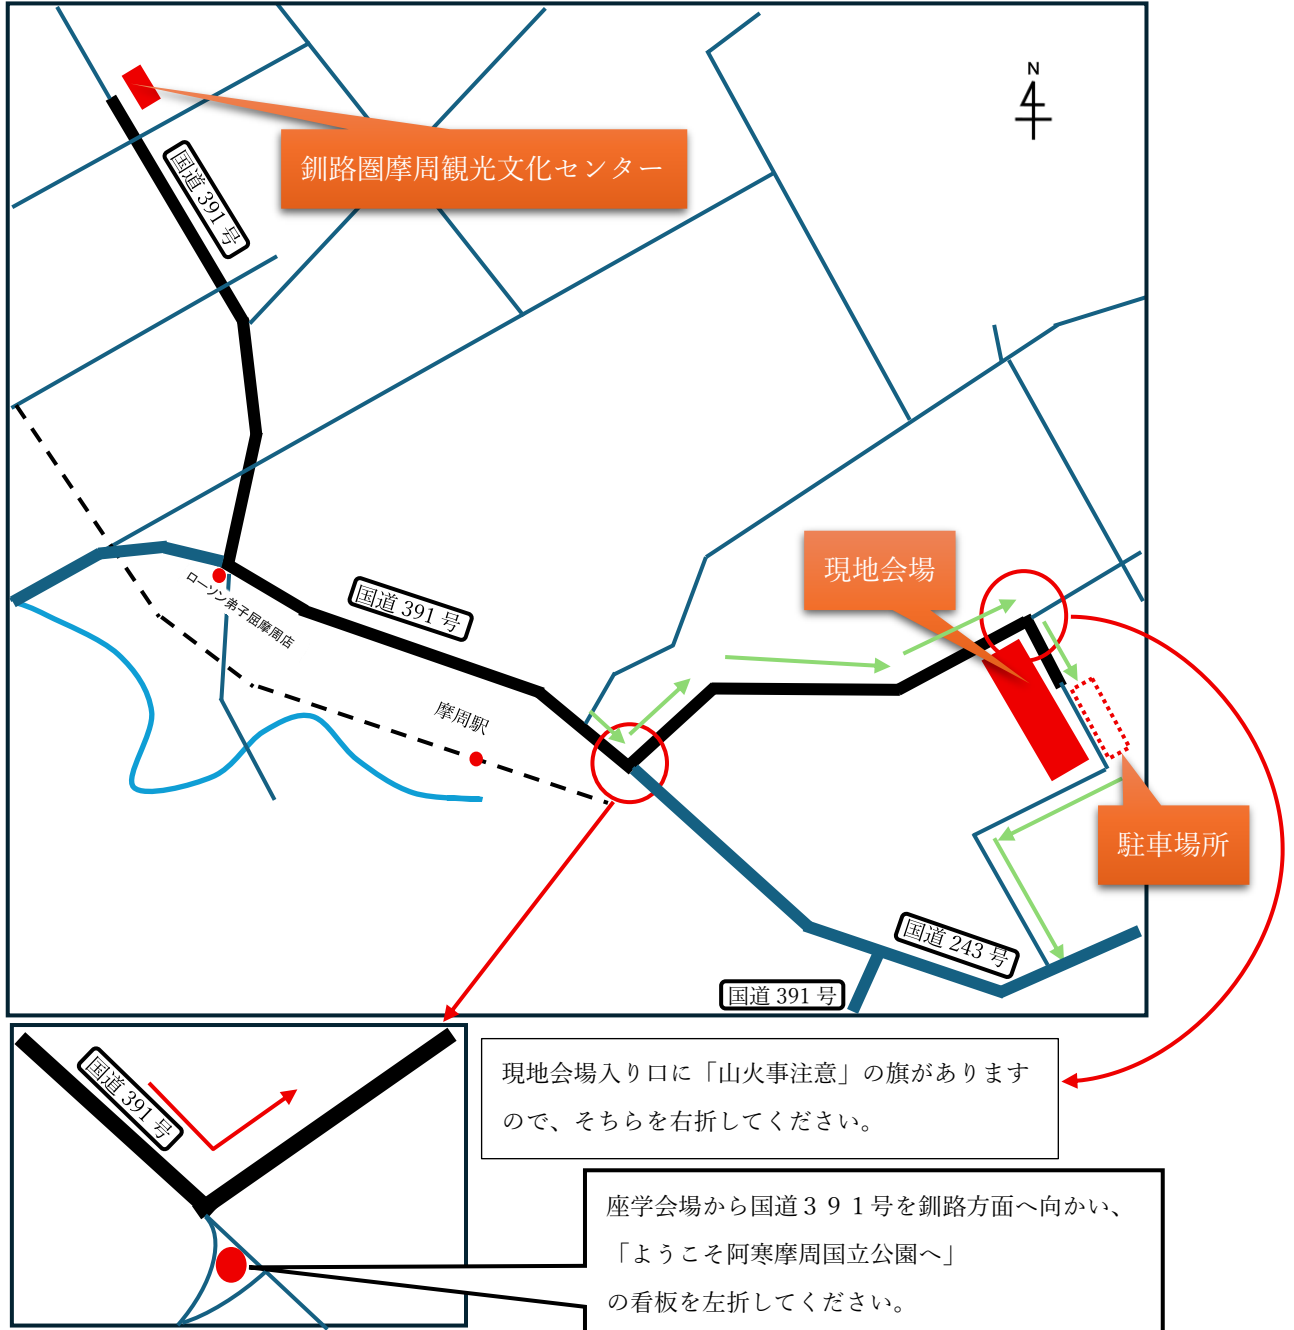 N
釧路圏摩周観光文化センター
国道 391 号
ローソン弟子屈摩周店
国道 391 号
摩周駅
現地会場
駐車場所
国道 243 号
国道 391 号
国道 391 号
現地会場入り口に「山火事注意」の旗があります
ので、そちらを右折してください。
座学会場から国道３９１号を釧路方面へ向かい、
「ようこそ阿寒摩周国立公園へ」
の看板を左折してください。